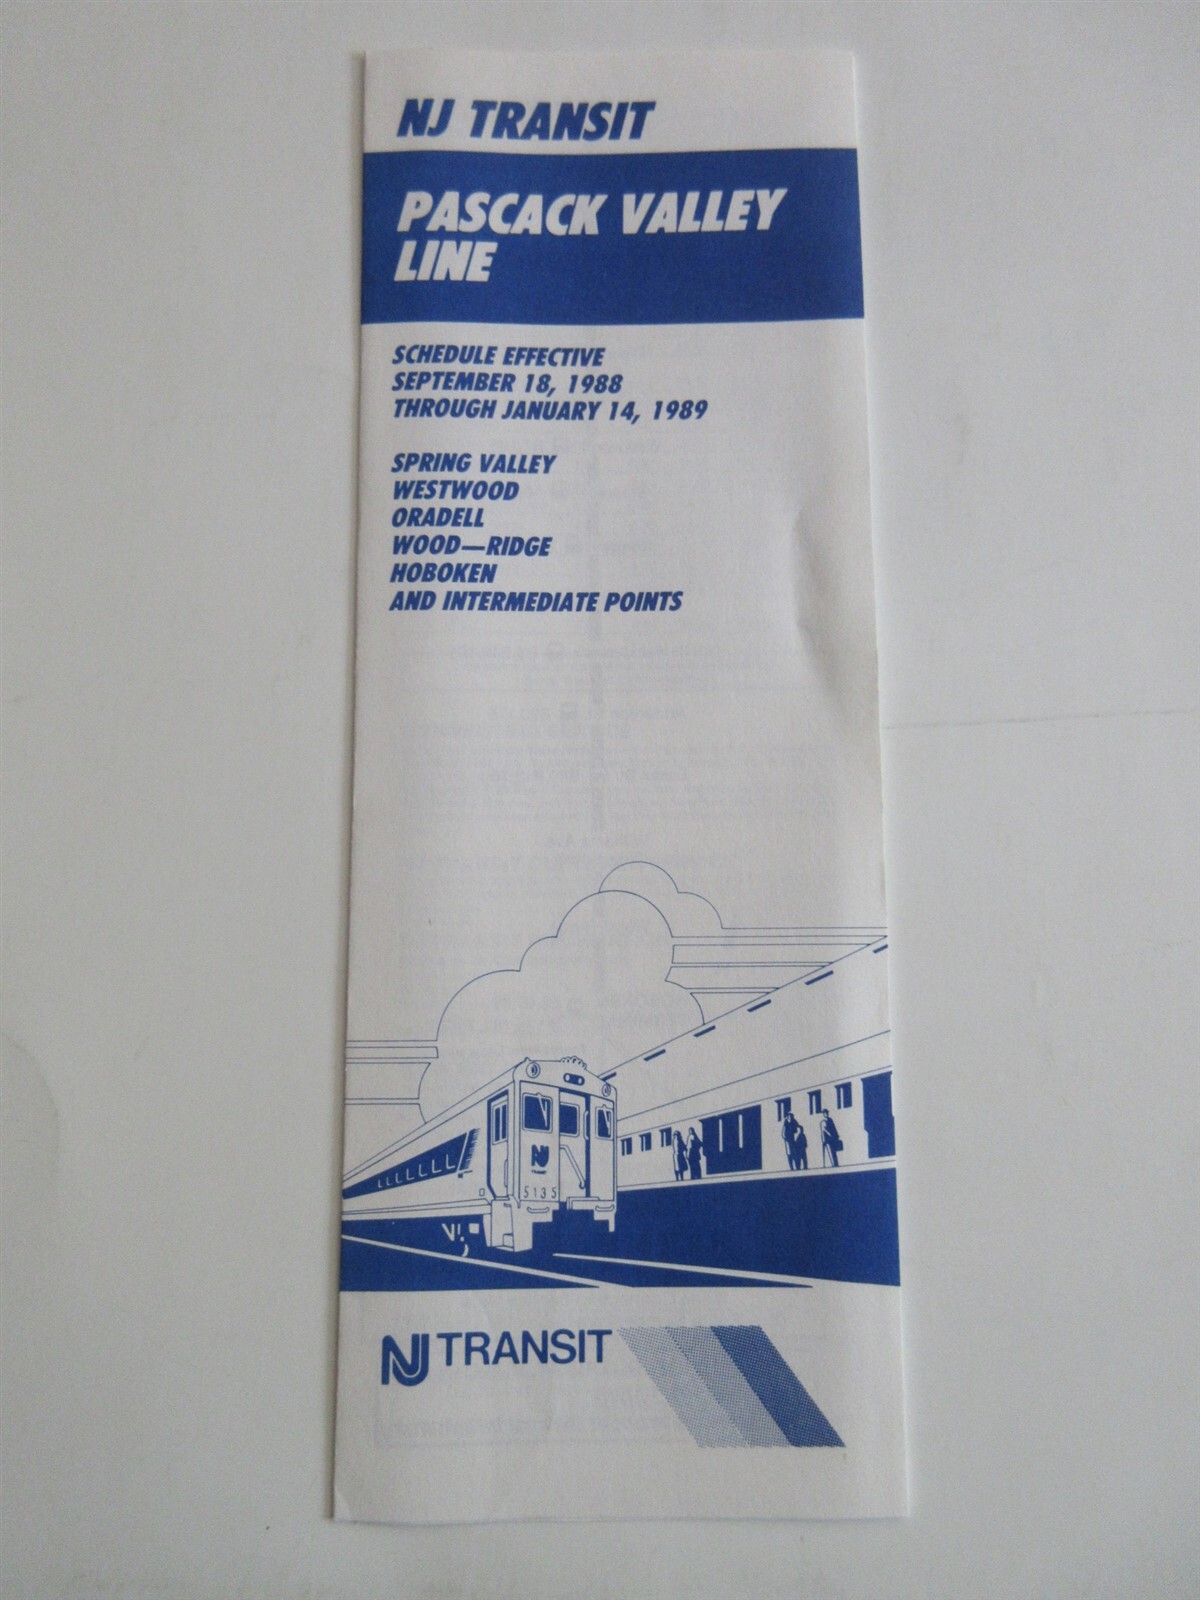 NJ TRANSIT
PASCACK VALLEY
LINE
SCHEDULE EFFECTIVE
SEPTEMBER 18, 1988
THROUGH JANUARY 14, 1989
SPRING VALLEY
WESTWOOD
ORADELL
WOOD—RIDGE
HOBOKEN
AND INTERMEDIATE POINTS
NJ
TRANSIT
5135
NJ TRANSIT